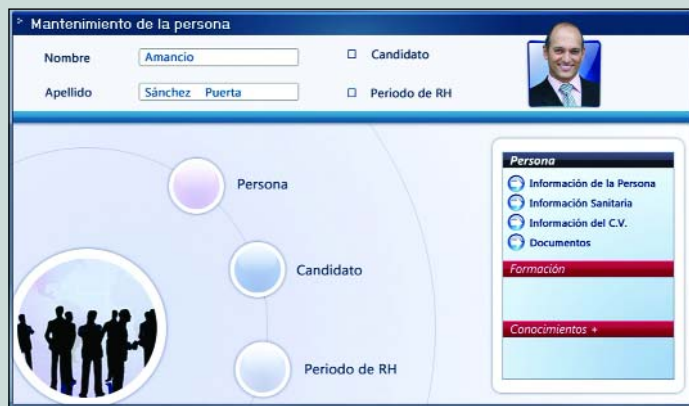 Mantenimiento de la persona
Nombre Amancio Candidato
Apellido Sánchez Puerta Periodo de RH
Persona
Candidato
Periodo de RH
Persona
Información de la Persona
Información Sanitaria
Información del C.V.
Documentos
Formación
Conocimientos +